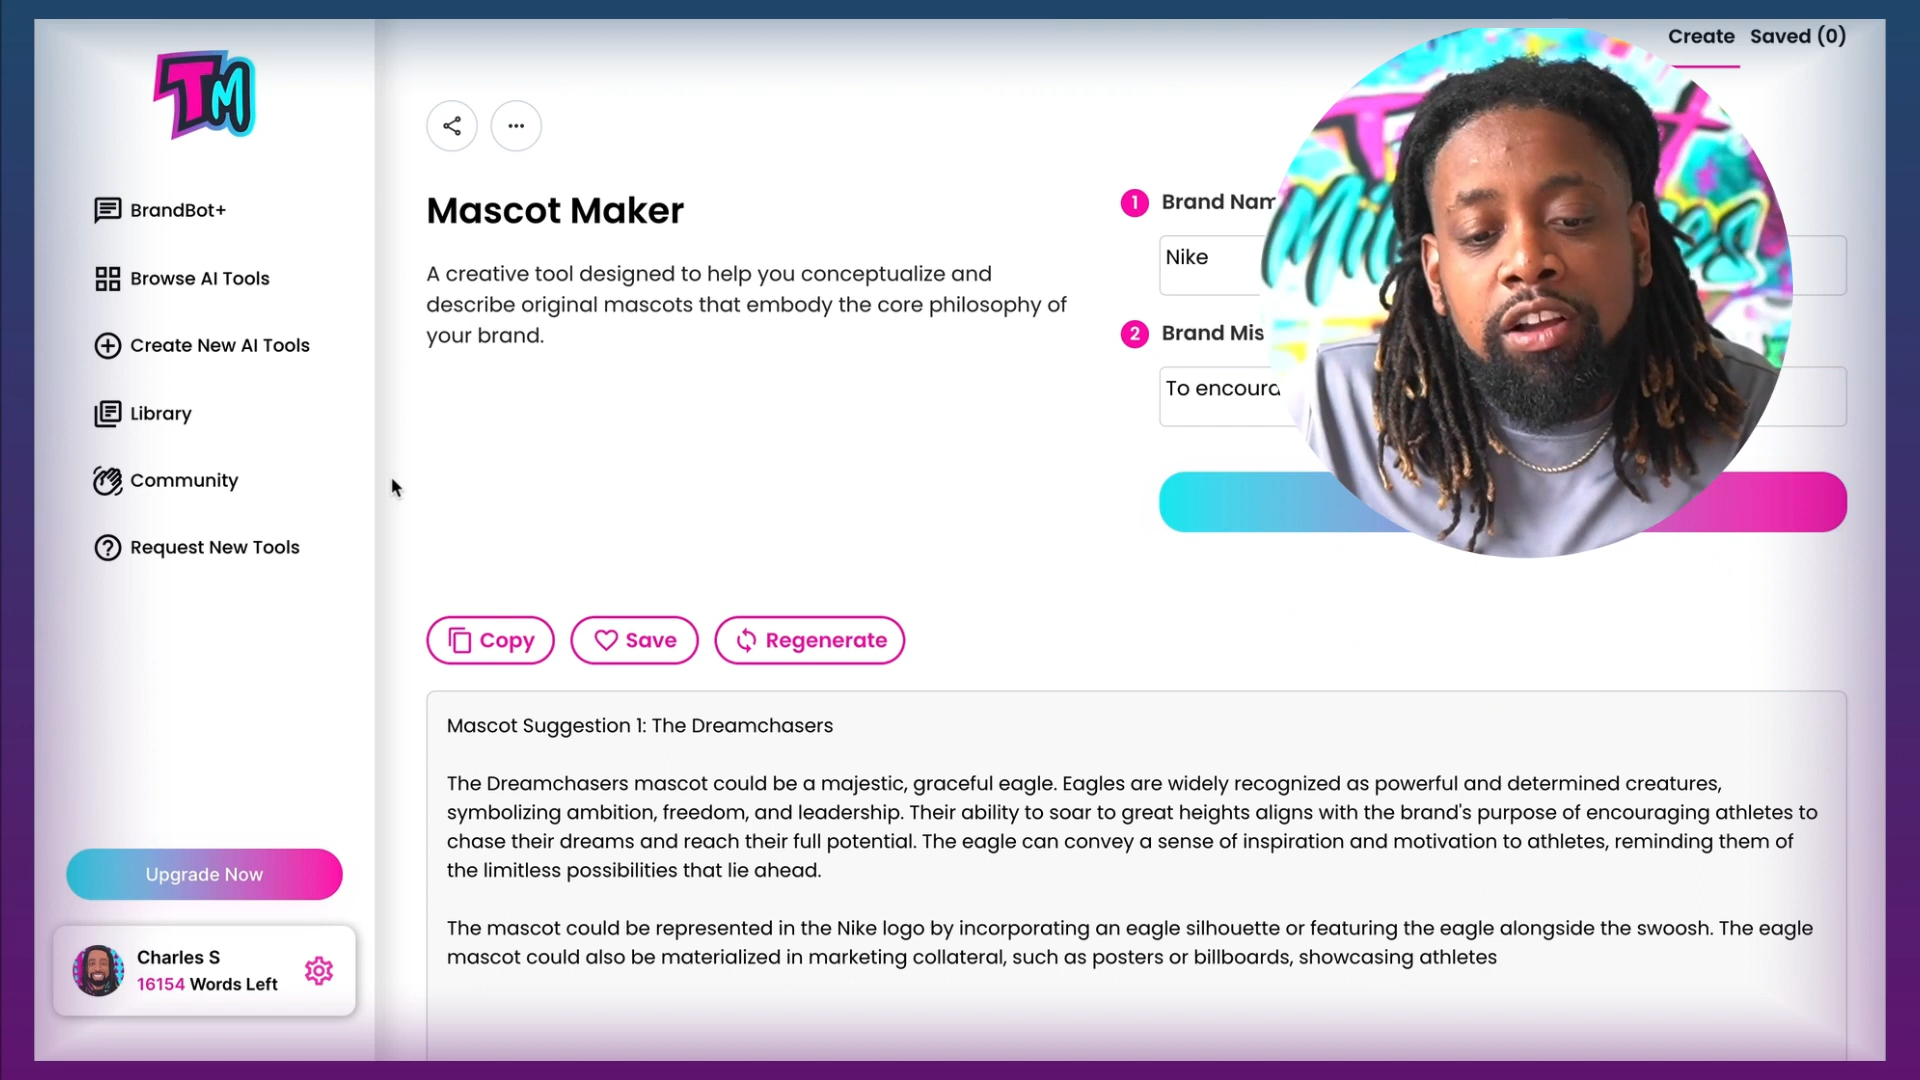 Create Saved (0)
TM
BrandBot+
Browse AI Tools
Create New AI Tools
Library
Community
Request New Tools
Upgrade Now
Charles S
16154 Words Left
Mascot Maker
A creative tool designed to help you conceptualize and
describe original mascots that embody the core philosophy of
your brand.
1 Brand Nam
Nike
2 Brand Mis
To encoura
Copy
Save
Regenerate
Mascot Suggestion 1: The Dreamchasers
The Dreamchasers mascot could be a majestic, graceful eagle. Eagles are widely recognized as powerful and determined creatures,
symbolizing ambition, freedom, and leadership. Their ability to soar to great heights aligns with the brand's purpose of encouraging athletes to
chase their dreams and reach their full potential. The eagle can convey a sense of inspiration and motivation to athletes, reminding them of
the limitless possibilities that lie ahead.
The mascot could be represented in the Nike logo by incorporating an eagle silhouette or featuring the eagle alongside the swoosh. The eagle
mascot could also be materialized in marketing collateral, such as posters or billboards, showcasing athletes